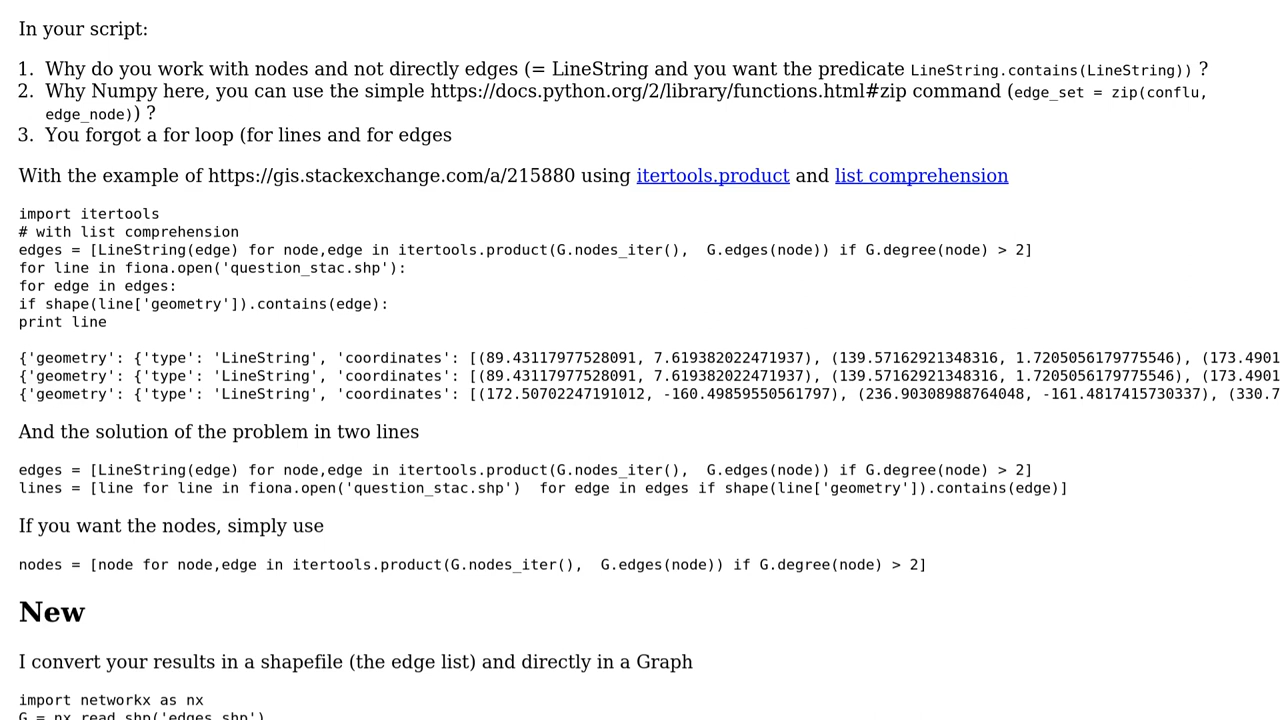 In your script:
1. Why do you work with nodes and not directly edges (= LineString and you want the predicate LineString.contains(LineString)) ?
2. Why Numpy here, you can use the simple https://docs.python.org/2/library/functions.html#zip command (edge_set = zip(conflu,
edge_node)) ?
3. You forgot a for loop (for lines and for edges
With the example of https://gis.stackexchange.com/a/215880 using itertools.product and list comprehension
import itertools
# with list comprehension
edges = [LineString(edge) for node,edge in itertools.product(G.nodes_iter(),  G.edges(node)) if G.degree(node) > 2]
for line in fiona.open('question_stac.shp'):
for edge in edges:
if shape(line['geometry']).contains(edge):
print line
{'geometry': {'type': 'LineString', 'coordinates': [(89.43117977528091, 7.619382022471937), (139.57162921348316, 1.7205056179775546), (173.4901
{'geometry': {'type': 'LineString', 'coordinates': [(89.43117977528091, 7.619382022471937), (139.57162921348316, 1.7205056179775546), (173.4901
{'geometry': {'type': 'LineString', 'coordinates': [(172.50702247191012, -160.49859550561797), (236.90308988764048, -161.4817415730337), (330.7
And the solution of the problem in two lines
edges = [LineString(edge) for node,edge in itertools.product(G.nodes_iter(),  G.edges(node)) if G.degree(node) > 2]
lines = [line for line in fiona.open('question_stac.shp')  for edge in edges if shape(line['geometry']).contains(edge)]
If you want the nodes, simply use
nodes = [node for node,edge in itertools.product(G.nodes_iter(),  G.edges(node)) if G.degree(node) > 2]
New
I convert your results in a shapefile (the edge list) and directly in a Graph
import networkx as nx
G = nx.read_shp('edges.shp')